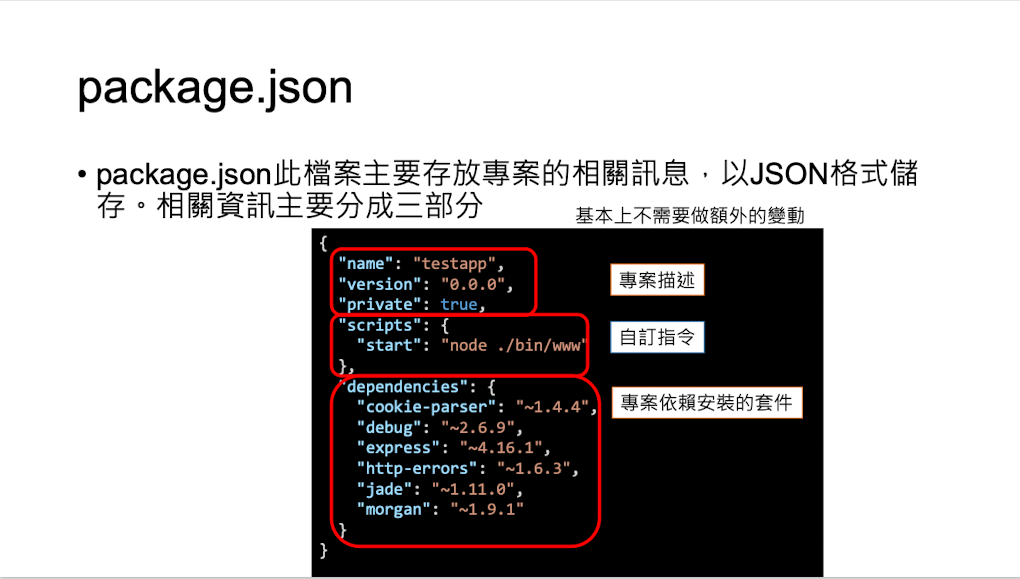 package.json
• package.json此檔案主要存放專案的相關訊息，以JSON格式儲
存。相關資訊主要分成三部分
基本上不需要做額外的變動
{
"name": "testapp",
"version": "0.0.0",
"private": true,
"scripts": {
"start": "node ./bin/www"
},
"dependencies": {
"cookie-parser": "~1.4.4",
"debug": "~2.6.9",
"express": "~4.16.1",
"http-errors": "~1.6.3",
"jade": "~1.11.0",
"morgan": "~1.9.1"
}
}
專案描述
自訂指令
專案依賴安裝的套件